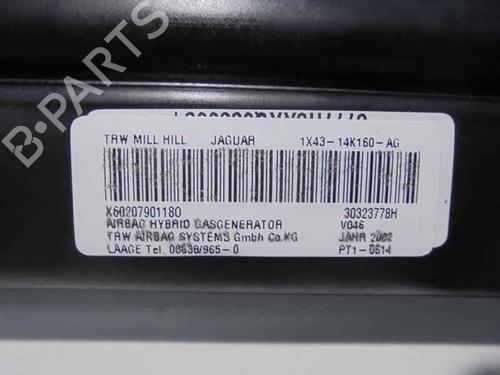 B-PARTS
TRW MILL HILL JAGUAR 1X43-14K160-AG
X60207901180 30323778H
AIRBAG HYBRID GASGENERATOR V046
TRW AIRBAG SYSTEMS Gmbh Co.KG JAHR 2002
LAAGE Tel. 08638/965-0 PT1-0614